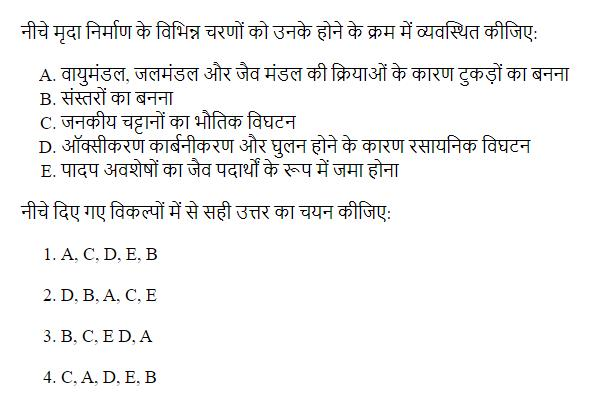 नीचे मृदा निर्माण के विभिन्न चरणों को उनके होने के क्रम में व्यवस्थित कीजिए:
A. वायुमंडल, जलमंडल और जैव मंडल की क्रियाओं के कारण टुकड़ों का बनना
B. संस्तरों का बनना
C. जनकीय चट्टानों का भौतिक विघटन
D. ऑक्सीकरण कार्बनीकरण और घुलन होने के कारण रसायनिक विघटन
E. पादप अवशेषों का जैव पदार्थों के रूप में जमा होना
नीचे दिए गए विकल्पों में से सही उत्तर का चयन कीजिए:
1. A, C, D, E, B
2. D, B, A, C, E
3. B, C, E D, A
4. C, A, D, E, B